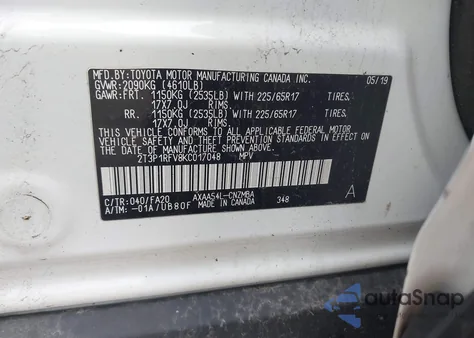 MFD.BY:TOYOTA MOTOR MANUFACTURING CANADA INC. 05/19
GVWR:2090KG (4610LB)
GAWR:FRT. 1150KG (2535LB) WITH 225/65R17 TIRES,
17X7.0J RIMS.
RR. 1150KG (2535LB) WITH 225/65R17 TIRES,
17X7.0J RIMS.
THIS VEHICLE CONFORMS TO ALL APPLICABLE FEDERAL MOTOR
VEHICLE SAFETY, BUMPER, AND THEFT PREVENTION STANDARDS
IN EFFECT ON THE DATE OF MANUFACTURE SHOWN ABOVE.
2T3P1RFV8KC017048 MPV
A
C/TR:040/FA20 AXAA54L-CNZMBA
A/TM: -01A/UB80F MADE IN CANADA 348
autoSnap